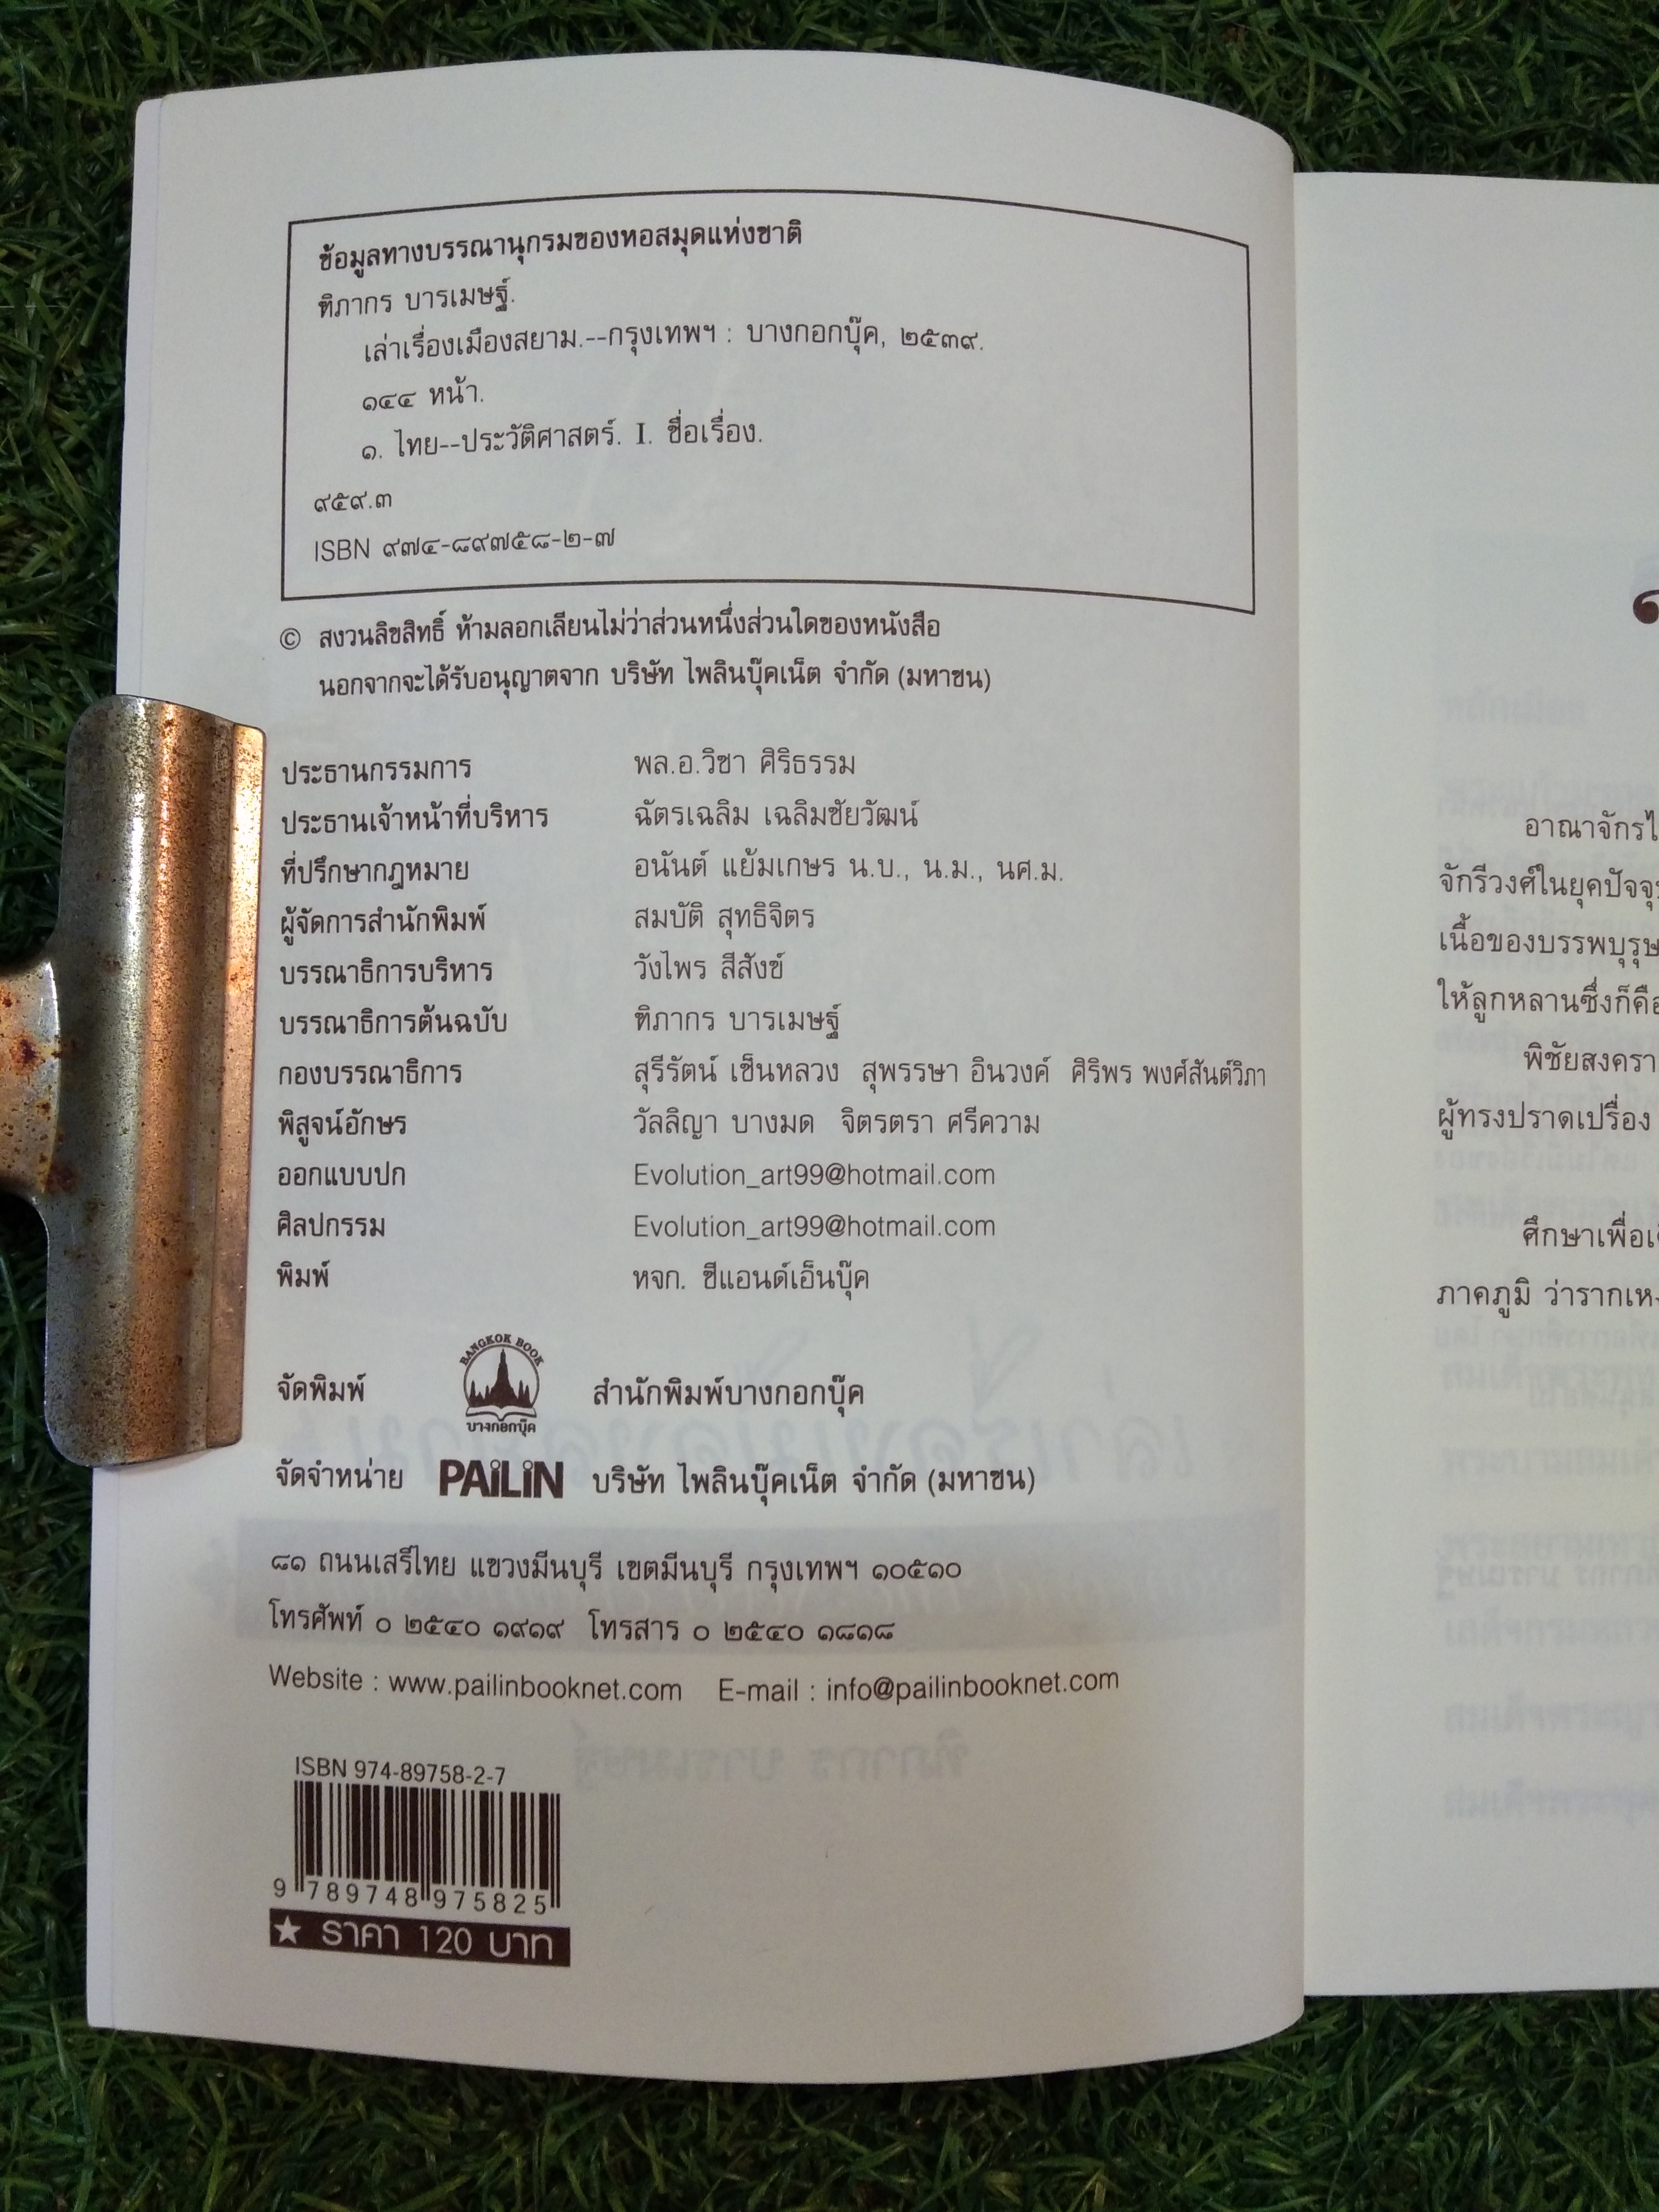 ข้อมูลทางบรรณานุกรมของหอสมุดแห่งชาติ
ทิภากร บารเมษฐ์.
เล่าเรื่องเมืองสยาม.--กรุงเทพฯ : บางกอกบุ๊ค, ๒๕๓๙.
๑๔๔ หน้า.
๑. ไทย--ประวัติศาสตร์. I. ชื่อเรื่อง.
๙๕๙.๓
ISBN ๙๗๔-๘๙๗๕๘-๒-๗
© สงวนลิขสิทธิ์ ห้ามลอกเลียนไม่ว่าส่วนหนึ่งส่วนใดของหนังสือ
นอกจากจะได้รับอนุญาตจาก บริษัท ไพลินบุ๊คเน็ต จำกัด (มหาชน)
ประธานกรรมการ พล.อ.วิชา ศิริธรรม
ประธานเจ้าหน้าที่บริหาร ฉัตรเฉลิม เฉลิมชัยวัฒน์
ที่ปรึกษากฎหมาย อนันต์ แย้มเกษร น.บ., น.ม., นศ.ม.
ผู้จัดการสำนักพิมพ์ สมบัติ สุทธิจิตร
บรรณาธิการบริหาร วังไพร สีสังข์
บรรณาธิการต้นฉบับ ทิภากร บารเมษฐ์
กองบรรณาธิการ สุรีรัตน์ เซ็นหลวง สุพรรษา อินวงค์ ศิริพร พงศ์สันต์วิภา
พิสูจน์อักษร วัลลิญา บางมด จิตรตรา ศรีความ
ออกแบบปก Evolution_art99@hotmail.com
ศิลปกรรม Evolution_art99@hotmail.com
พิมพ์ หจก. ซีแอนด์เอ็นบุ๊ค
BANGKOK BOOK
จัดพิมพ์ สำนักพิมพ์บางกอกบุ๊ค
บางกอกบุ๊ค
จัดจำหน่าย PAiLiN บริษัท ไพลินบุ๊คเน็ต จำกัด (มหาชน)
๘๑ ถนนเสรีไทย แขวงมีนบุรี เขตมีนบุรี กรุงเทพฯ ๑๐๕๑๐
โทรศัพท์ ๐ ๒๕๔๐ ๑๙๑๙ โทรสาร ๐ ๒๕๔๐ ๑๘๑๘
Website : www.pailinbooknet.com E-mail : info@pailinbooknet.com
ISBN 974-89758-2-7
9 789748 975825
★ ราคา 120 บาท
อาณาจักร
จักรีวงศ์ในยุค
เนื้อของบรรพบุรุษ
ให้ลูกหลานซึ่งก็คือ
พิชัยสงคร
ผู้ทรงปราดเปรื่อง
ศึกษาเพื่อ
ภาคภูมิ ว่ารากเห